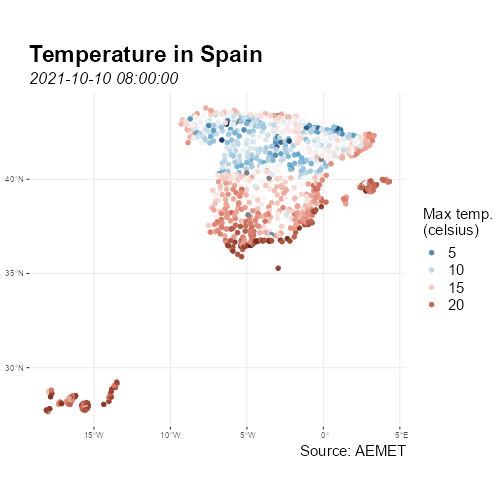 Temperature in Spain
2021-10-10 08:00:00
40°N
35°N
30°N
15°W
10°W
5°W
0°
5°E
Max temp.
(celsius)
5
10
15
20
Source: AEMET